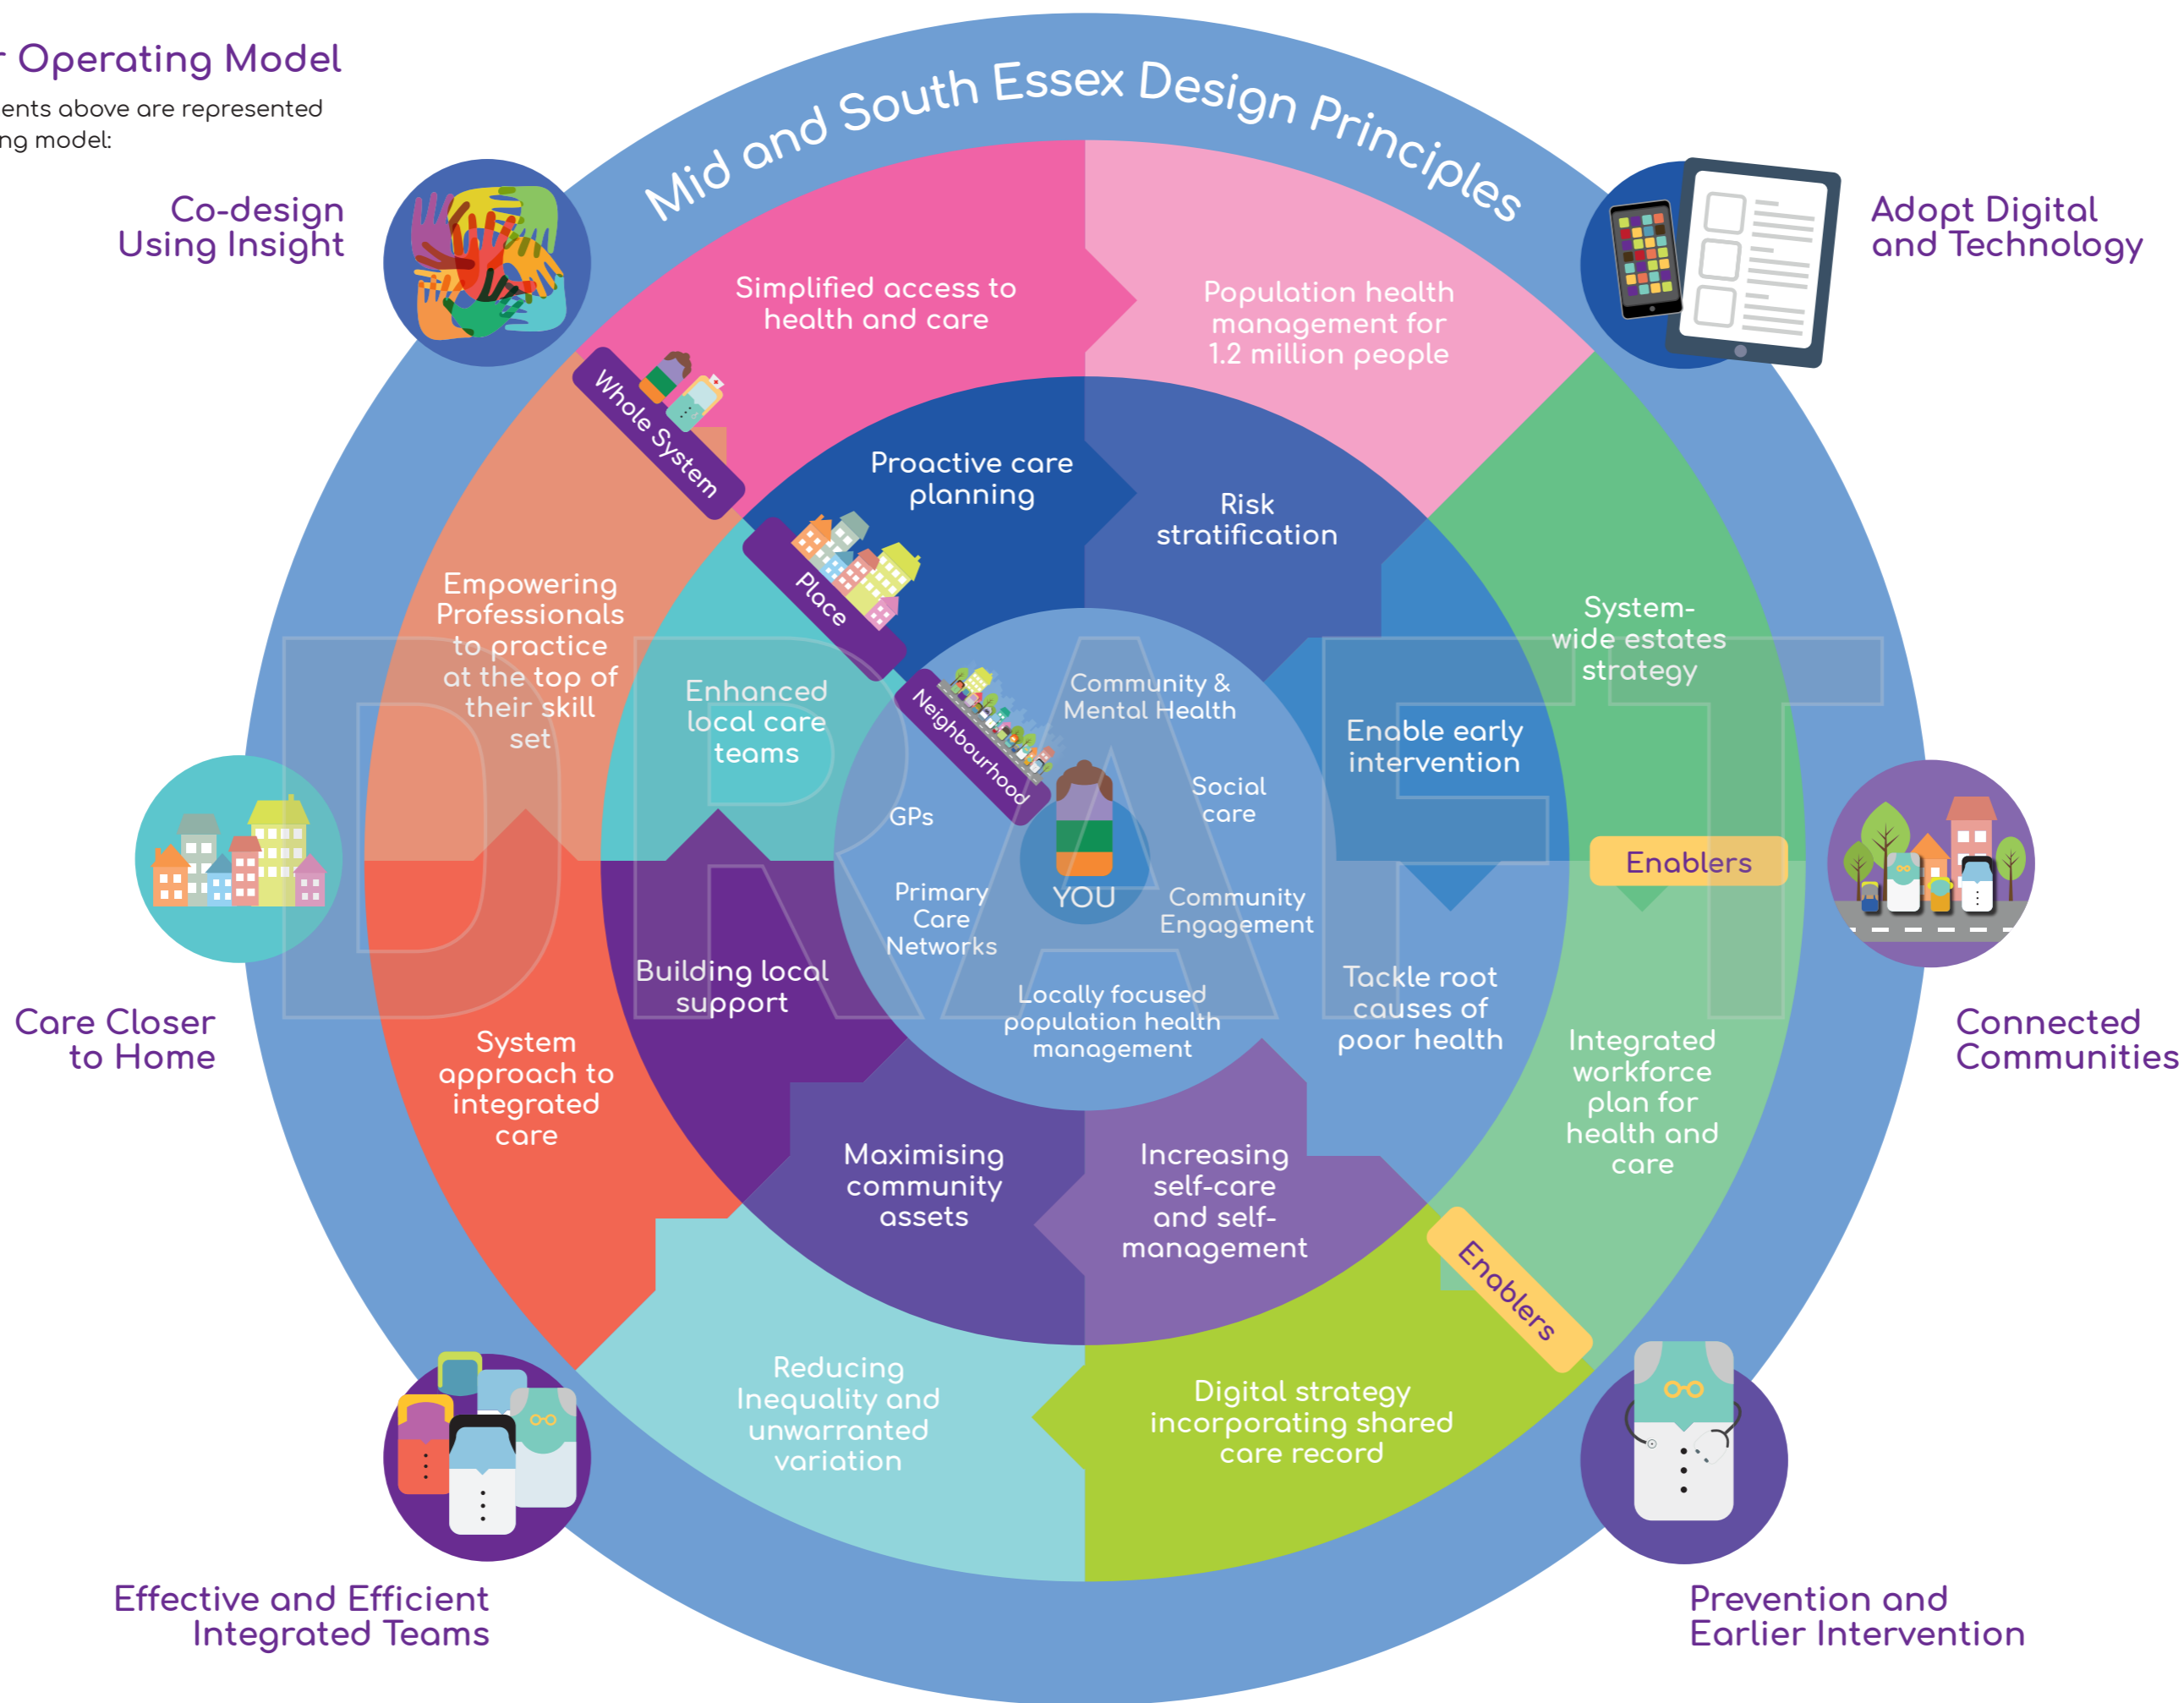 Operating Model
ents above are represented
ng model:
Mid and South Essex Design Principles
Co-design
Using Insight
Adopt Digital
and Technology
Simplified access to
health and care
Population health
management for
1.2 million people
Whole System
Proactive care
planning
Risk
stratification
Place
Empowering
Professionals
to practice
at the top of
their skill
set
System-
wide estates
strategy
Enhanced
local care
teams
Neighbourhood
Community &
Mental Health
Enable early
intervention
Social
care
GPs
DRAFT
Enablers
YOU
Primary
Care
Networks
Community
Engagement
Building local
support
Locally focused
population health
management
Tackle root
causes of
poor health
Care Closer
to Home
Connected
Communities
System
approach to
integrated
care
Integrated
workforce
plan for
health and
care
Maximising
community
assets
Increasing
self-care
and self-
management
Enablers
Reducing
Inequality and
unwarranted
variation
Digital strategy
incorporating shared
care record
Effective and Efficient
Integrated Teams
Prevention and
Earlier Intervention